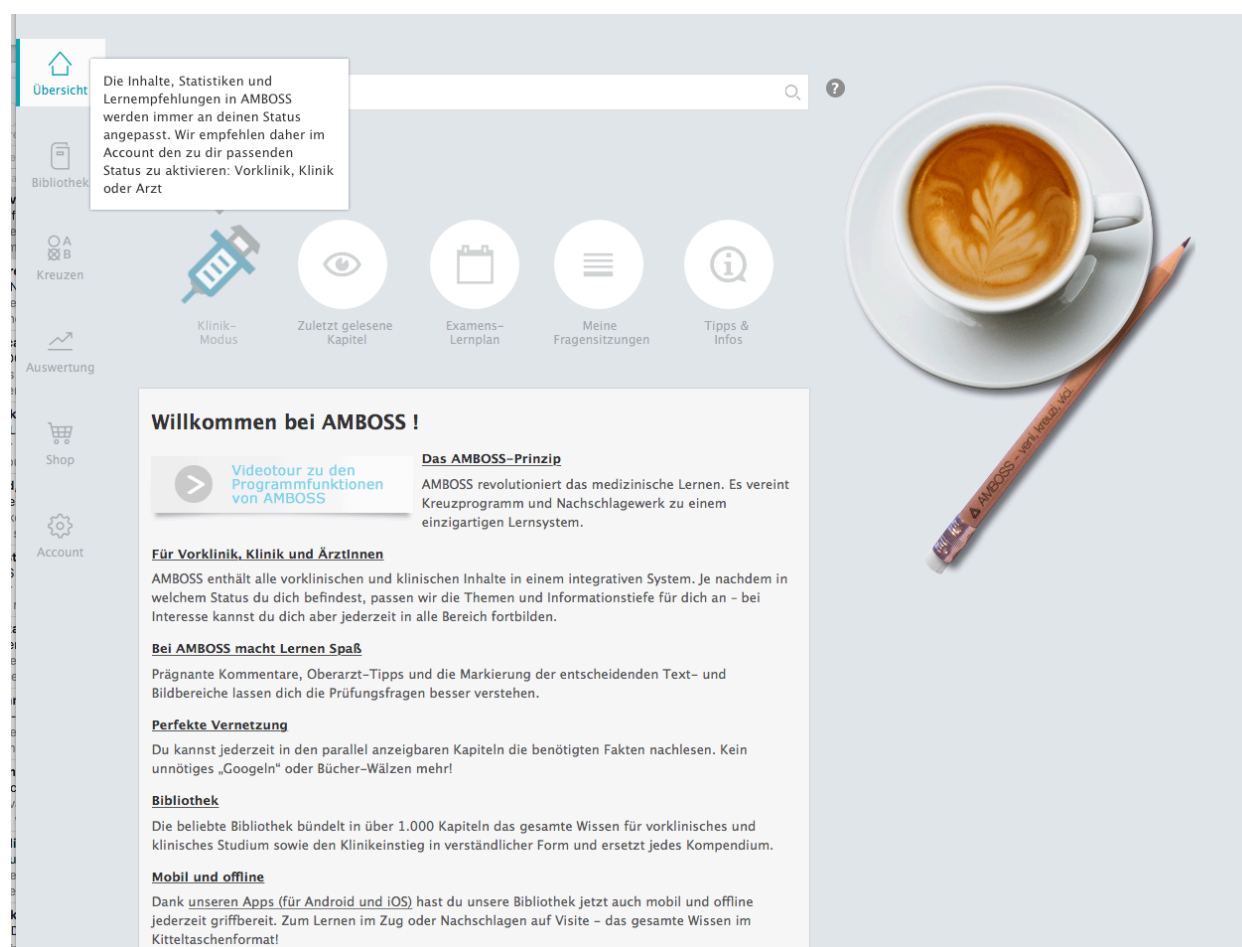 Übersicht
Die Inhalte, Statistiken und
Lernempfehlungen in AMBOSS
werden immer an deinen Status
angepasst. Wir empfehlen daher im
Account den zu dir passenden
Status zu aktivieren: Vorklinik, Klinik
oder Arzt
?
Bibliothek
A
B
Kreuzen
Auswertung
Shop
Account
Klinik-
Modus
Zuletzt gelesene
Kapitel
Examens-
Lernplan
Meine
Fragensitzungen
Tipps &
Infos
AMBOSS – veni, kreuzi, vici.
Willkommen bei AMBOSS !
Videotour zu den
Programmfunktionen
von AMBOSS
Das AMBOSS-Prinzip
AMBOSS revolutioniert das medizinische Lernen. Es vereint
Kreuzprogramm und Nachschlagewerk zu einem
einzigartigen Lernsystem.
Für Vorklinik, Klinik und ÄrztInnen
AMBOSS enthält alle vorklinischen und klinischen Inhalte in einem integrativen System. Je nachdem in
welchem Status du dich befindest, passen wir die Themen und Informationstiefe für dich an – bei
Interesse kannst du dich aber jederzeit in alle Bereich fortbilden.
Bei AMBOSS macht Lernen Spaß
Prägnante Kommentare, Oberarzt-Tipps und die Markierung der entscheidenden Text- und
Bildbereiche lassen dich die Prüfungsfragen besser verstehen.
Perfekte Vernetzung
Du kannst jederzeit in den parallel anzeigbaren Kapiteln die benötigten Fakten nachlesen. Kein
unnötiges „Googeln“ oder Bücher-Wälzen mehr!
Bibliothek
Die beliebte Bibliothek bündelt in über 1.000 Kapiteln das gesamte Wissen für vorklinisches und
klinisches Studium sowie den Klinikeinstieg in verständlicher Form und ersetzt jedes Kompendium.
Mobil und offline
Dank unseren Apps (für Android und iOS) hast du unsere Bibliothek jetzt auch mobil und offline
jederzeit griffbereit. Zum Lernen im Zug oder Nachschlagen auf Visite – das gesamte Wissen im
Kitteltaschenformat!